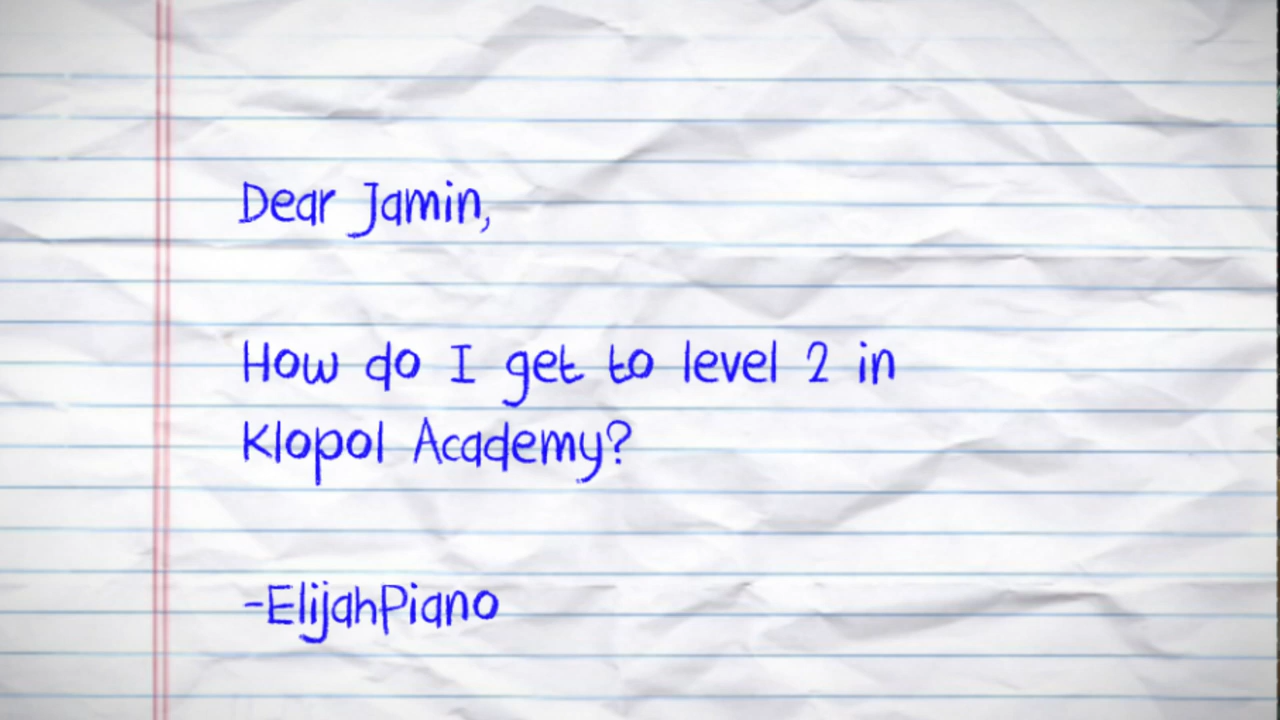 Dear Jamin,
How do I get to level 2 in
Klopol Academy?
-ElijahPiano